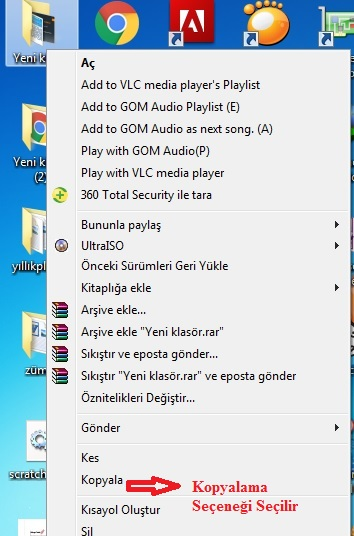 Yeni k
Aç
Add to VLC media player's Playlist
Add to GOM Audio Playlist (E)
Add to GOM Audio as next song. (A)
Play with GOM Audio(P)
Play with VLC media player
360 Total Security ile tara
Yeni k
(2)
Bununla paylaş
UltraISO
Önceki Sürümleri Geri Yükle
Kitaplığa ekle
yıllıkpl
Arşive ekle...
Arşive ekle "Yeni klasör.rar"
Sıkıştır ve eposta gönder...
Sıkıştır "Yeni klasör.rar" ve eposta gönder
Öznitelikleri Değiştir...
züm
Gönder
Kes
Kopyala
Kopyalama
Seçeneği Seçilir
scratch
Kısayol Oluştur
Sil